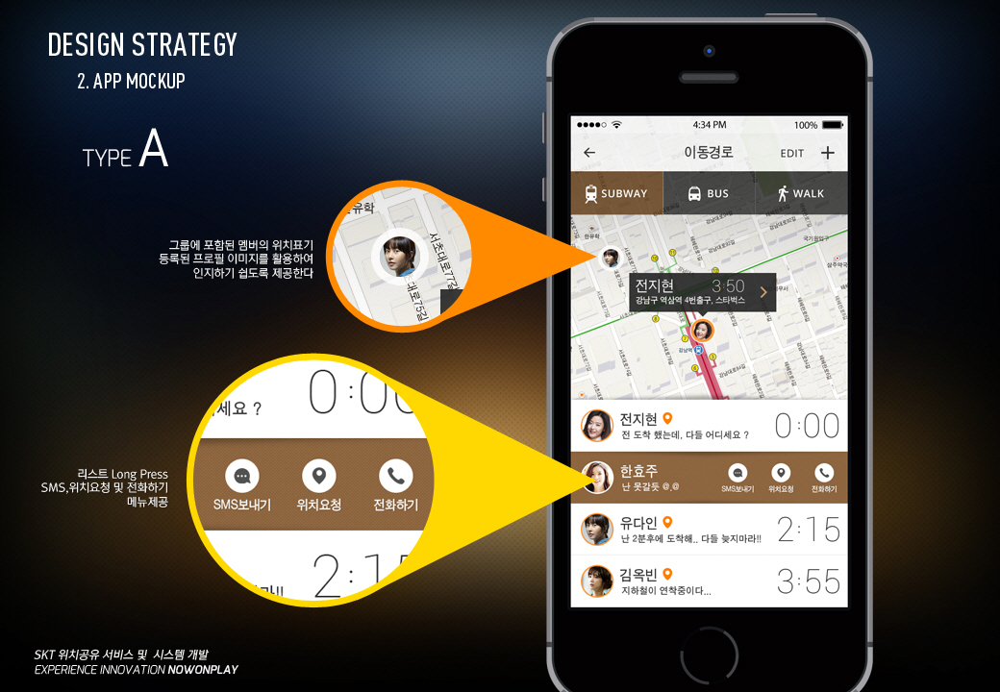 DESIGN STRATEGY
2. APP MOCKUP
TYPE A
그룹에 포함된 멤버의 위치표기
등록된 프로필 이미지를 활용하여
인지하기 쉽도록 제공한다
서초대로77길
대로75길
세요 ?
0:00
SMS보내기 위치요청 전화하기
2:15
리스트 Long Press
SMS,위치요청 및 전화하기
메뉴제공
4:34 PM 100%
이동경로 EDIT
SUBWAY BUS WALK
한유학
전지현 3:50
강남구 역삼역 4번출구, 스타벅스
강남역
전지현
전 도착 했는데, 다들 어디세요 ?
0:00
한효주
난 못갈듯 @,@
SMS보내기 위치요청 전화하기
유다인
난 2분후에 도착해.. 다들 늦지마라!!
2:15
김옥빈
지하철이 연착중이다...
3:55
SKT 위치공유 서비스 및 시스템 개발
EXPERIENCE INNOVATION NOWONPLAY